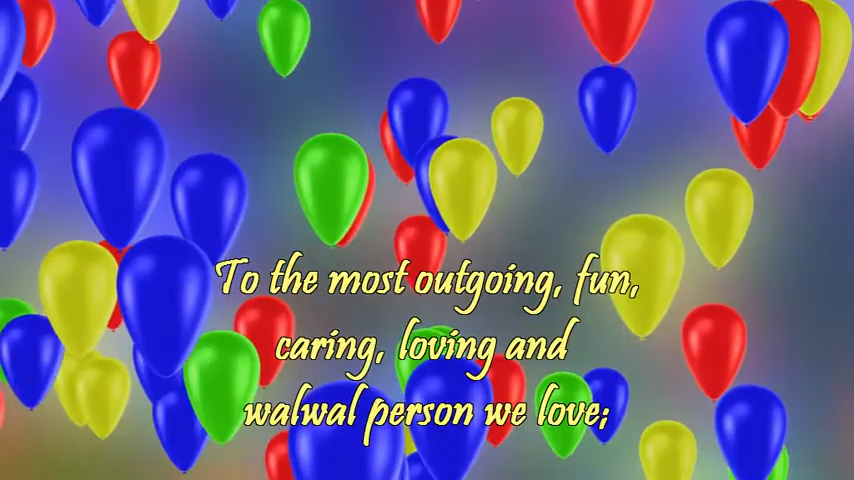 To the most outgoing, fun,
caring, loving and
walwal person we love;